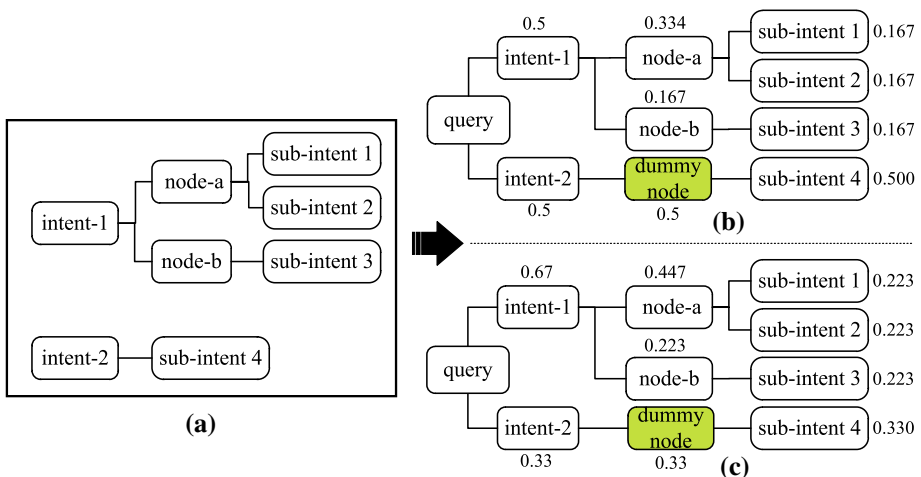 intent-1
node-a
sub-intent 1
sub-intent 2
node-b
sub-intent 3
intent-2
sub-intent 4
(a)
0.5
0.334
query
intent-1
node-a
sub-intent 1
0.167
sub-intent 2
0.167
0.167
node-b
sub-intent 3
0.167
intent-2
dummy
node
sub-intent 4
0.500
0.5
0.5
(b)
0.67
0.447
query
intent-1
node-a
sub-intent 1
0.223
sub-intent 2
0.223
0.223
node-b
sub-intent 3
0.223
intent-2
dummy
node
sub-intent 4
0.330
0.33
0.33
(c)